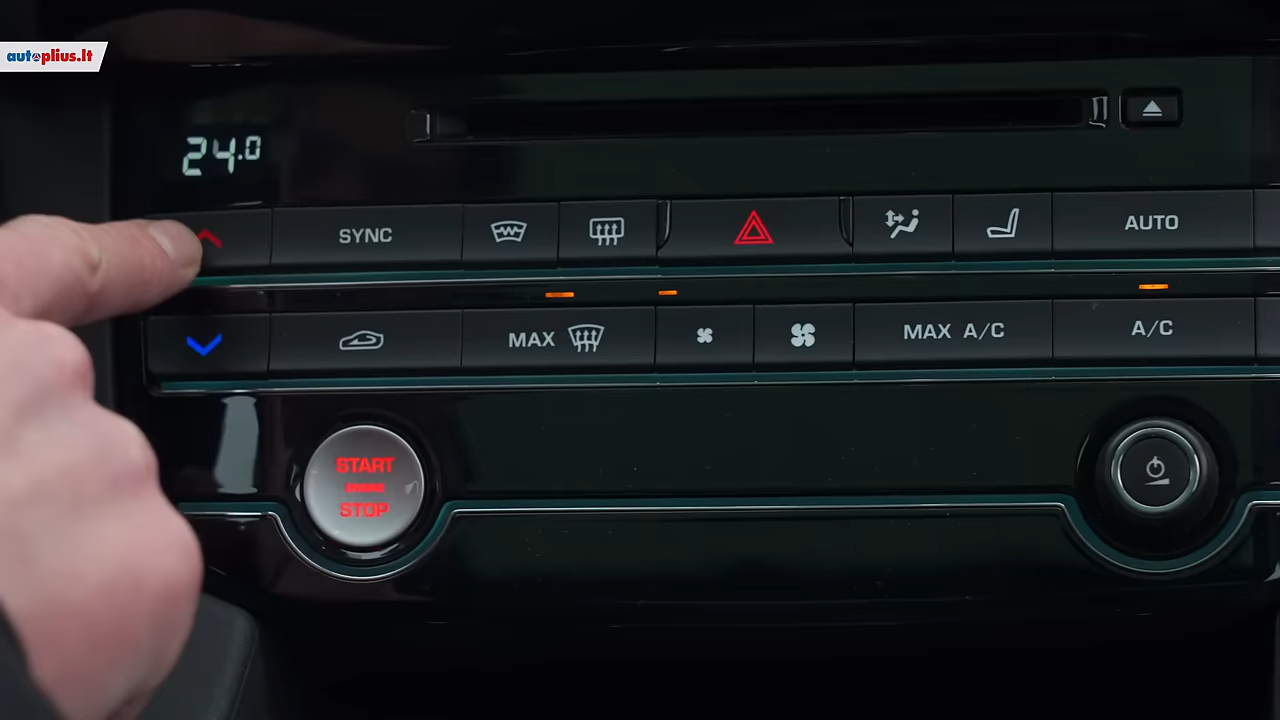 autoplius.lt
24.0
SYNC
AUTO
MAX
MAX A/C
A/C
START
STOP